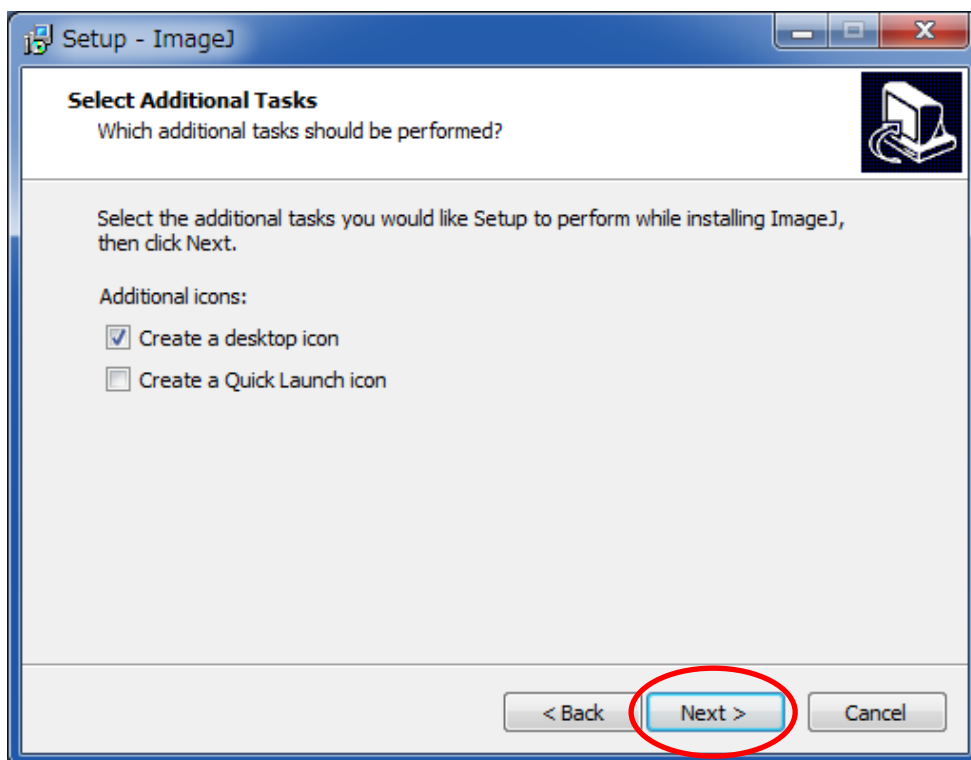 Setup - ImageJ
Select Additional Tasks
Which additional tasks should be performed?
Select the additional tasks you would like Setup to perform while installing ImageJ,
then click Next.
Additional icons:
Create a desktop icon
Create a Quick Launch icon
< Back Next > Cancel